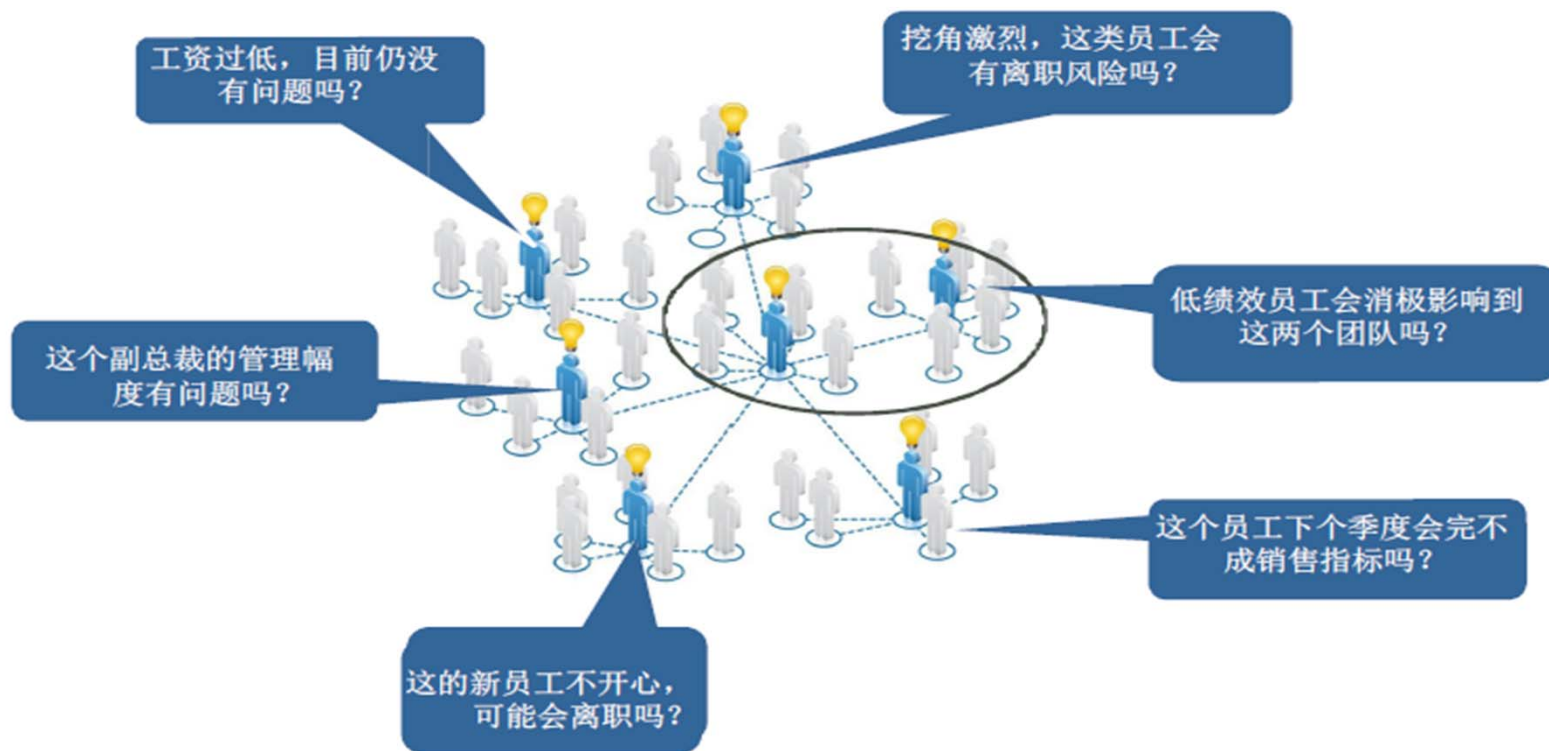 工资过低，目前仍没
有问题吗？
挖角激烈，这类员工会
有离职风险吗？
低绩效员工会消极影响到
这两个团队吗？
这个副总裁的管理幅
度有问题吗？
这个员工下个季度会完不
成销售指标吗？
这的新员工不开心，
可能会离职吗？